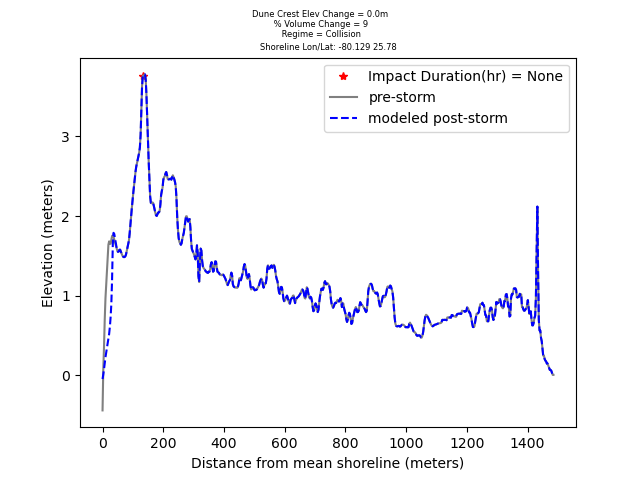 Dune Crest Elev Change = 0.0m
% Volume Change = 9
Regime = Collision
Shoreline Lon/Lat: -80.129 25.78
Impact Duration(hr) = None
pre-storm
modeled post-storm
3
2
1
0
Elevation (meters)
0 200 400 600 800 1000 1200 1400
Distance from mean shoreline (meters)